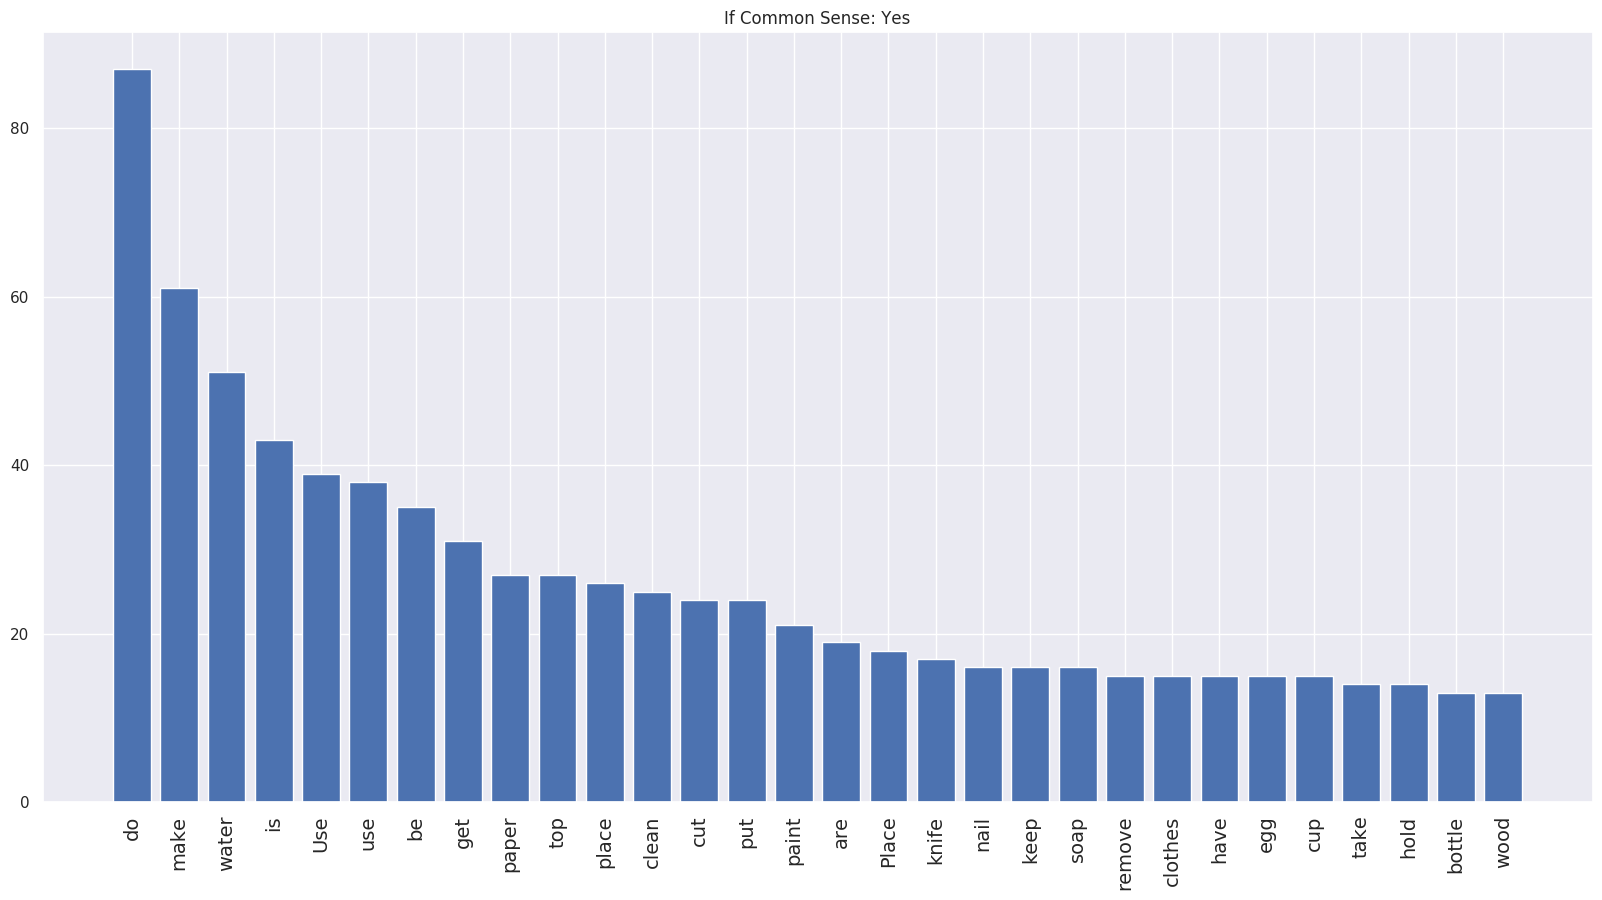 If Common Sense: Yes
80
60
40
20
0
do
make
water
is
Use
use
be
get
paper
top
place
clean
cut
put
paint
are
Place
knife
nail
keep
soap
remove
clothes
have
egg
cup
take
hold
bottle
wood